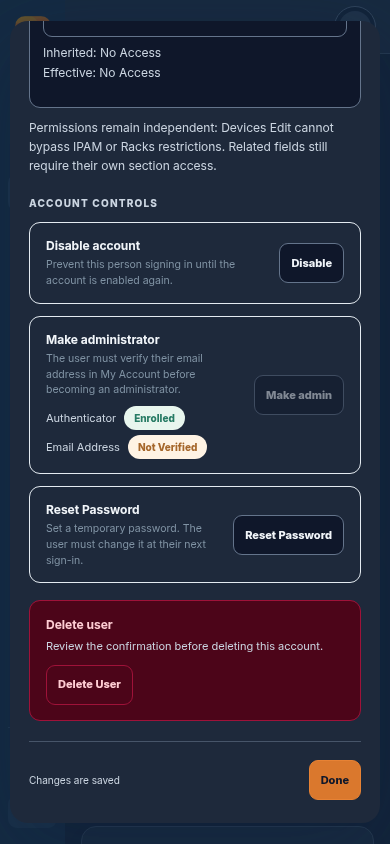 Inherited: No Access
Effective: No Access
Permissions remain independent: Devices Edit cannot
bypass IPAM or Racks restrictions. Related fields still
require their own section access.
ACCOUNT CONTROLS
Disable account
Prevent this person signing in until the
account is enabled again.
Disable
Make administrator
The user must verify their email
address in My Account before
becoming an administrator.
Make admin
Authenticator Enrolled
Email Address Not Verified
Reset Password
Set a temporary password. The
user must change it at their next
sign-in.
Reset Password
Delete user
Review the confirmation before deleting this account.
Delete User
Changes are saved
Done